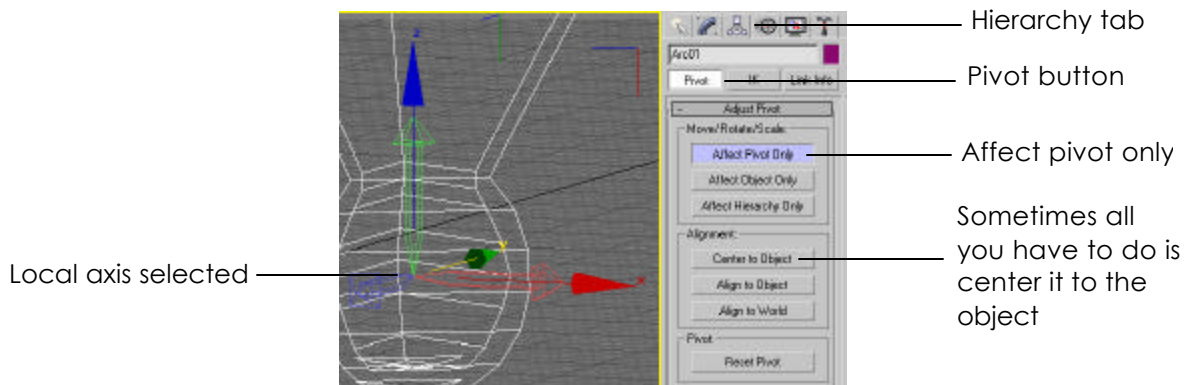 Hierarchy tab
Arc01
Pivot button
Pivot IK Link Info
- Adjust Pivot
Move/Rotate/Scale:
Affect Pivot Only
Affect pivot only
Affect Object Only
Affect Hierarchy Only
Sometimes all
you have to do is
center it to the
object
Alignment:
Center to Object
Align to Object
Align to World
Pivot:
Reset Pivot
Local axis selected
z
y
x